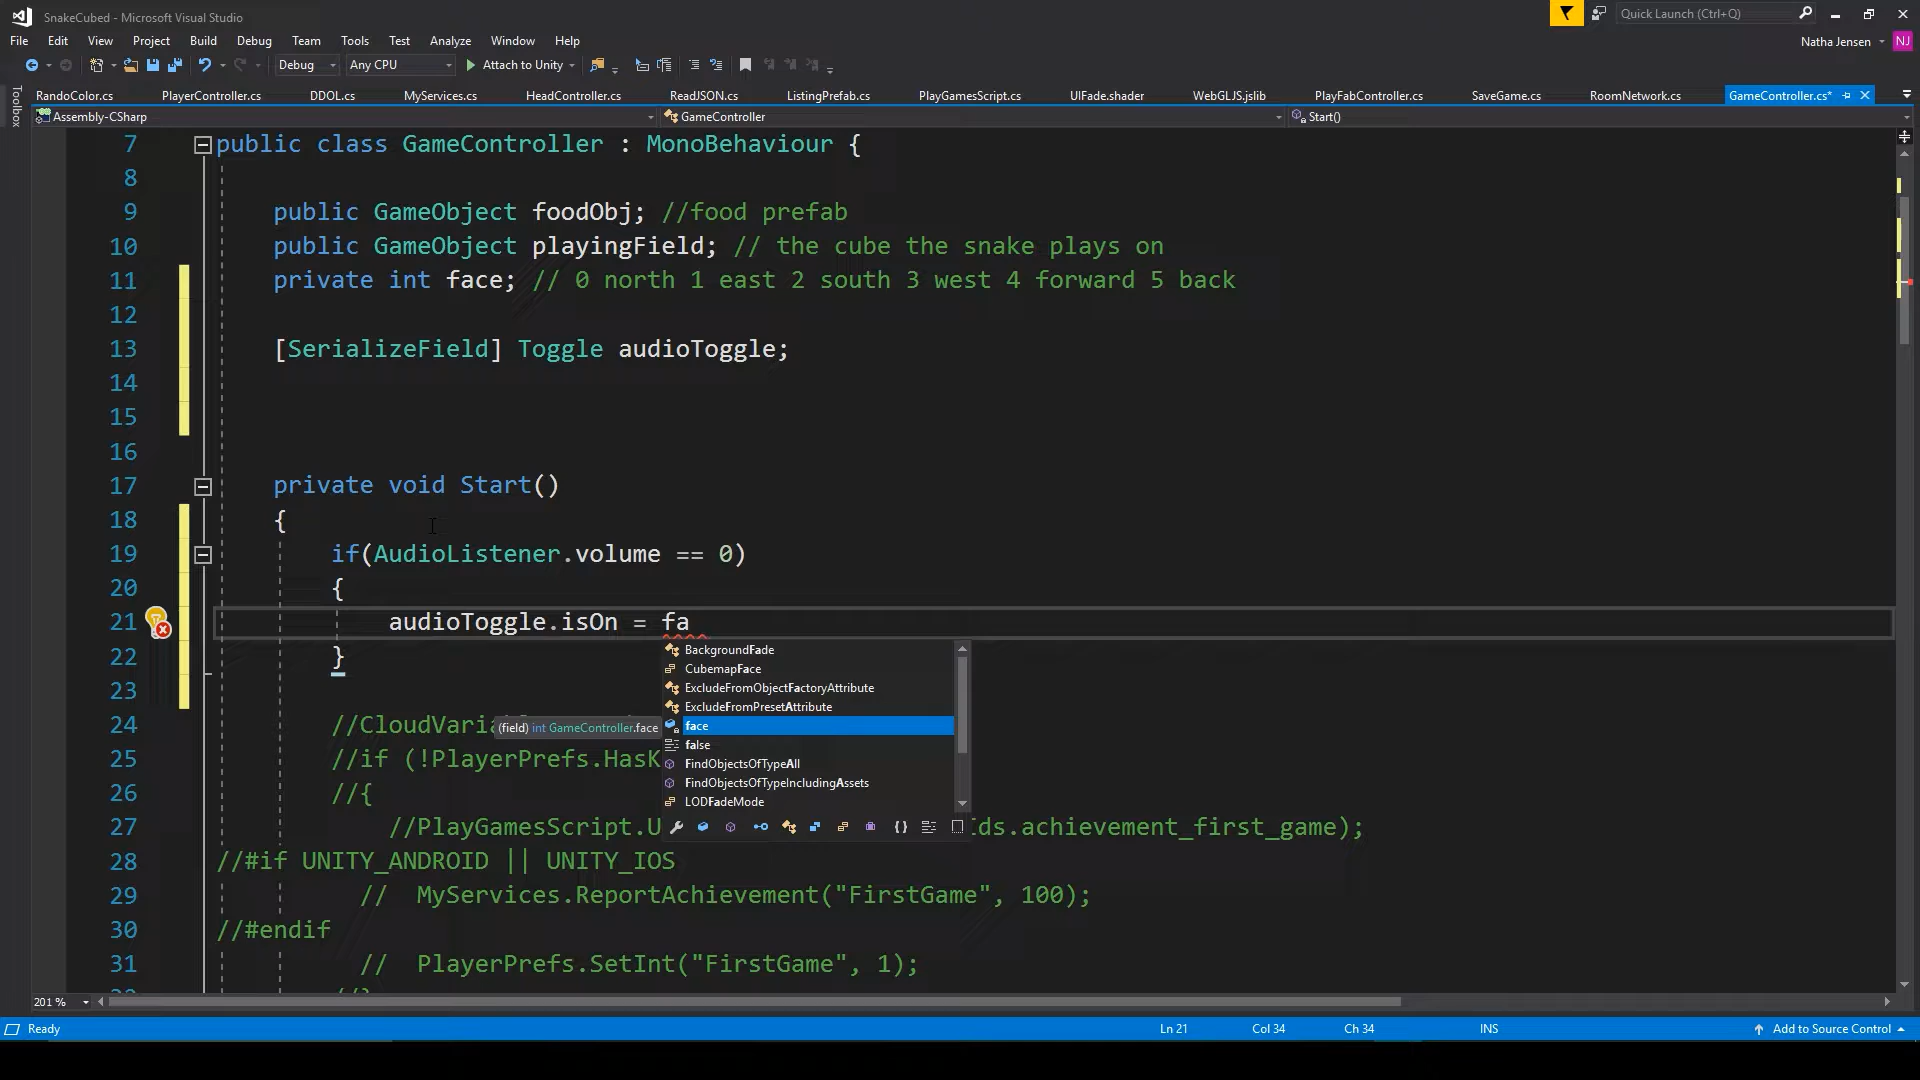 SnakeCubed - Microsoft Visual Studio
Quick Launch (Ctrl+Q)
File Edit View Project Build Debug Team Tools Test Analyze Window Help
Natha Jensen NJ
Debug Any CPU Attach to Unity
Toolbox
RandoColor.cs PlayerController.cs DDOL.cs MyServices.cs HeadController.cs ReadJSON.cs ListingPrefab.cs PlayGamesScript.cs UIFade.shader WebGLJS.jslib PlayFabController.cs SaveGame.cs RoomNetwork.cs GameController.cs*
Assembly-CSharp GameController Start()
7 public class GameController : MonoBehaviour {
8
9 public GameObject foodObj; //food prefab
10 public GameObject playingField; // the cube the snake plays on
11 private int face; // 0 north 1 east 2 south 3 west 4 forward 5 back
12
13 [SerializeField] Toggle audioToggle;
14
15
16
17 private void Start()
18 {
19 if(AudioListener.volume == 0)
20 {
21 audioToggle.isOn = fa
22 }
23
BackgroundFade
CubemapFace
ExcludeFromObjectFactoryAttribute
ExcludeFromPresetAttribute
face
false
FindObjectsOfTypeAll
FindObjectsOfTypeIncludingAssets
LODFadeMode
(field) int GameController.face
24 //CloudVaria
25 //if (!PlayerPrefs.HasK
26 //{
27 //PlayGamesScript.U Ids.achievement_first_game);
28 //#if UNITY_ANDROID || UNITY_IOS
29 // MyServices.ReportAchievement("FirstGame", 100);
30 //#endif
31 // PlayerPrefs.SetInt("FirstGame", 1);
201 %
Ready Ln 21 Col 34 Ch 34 INS Add to Source Control